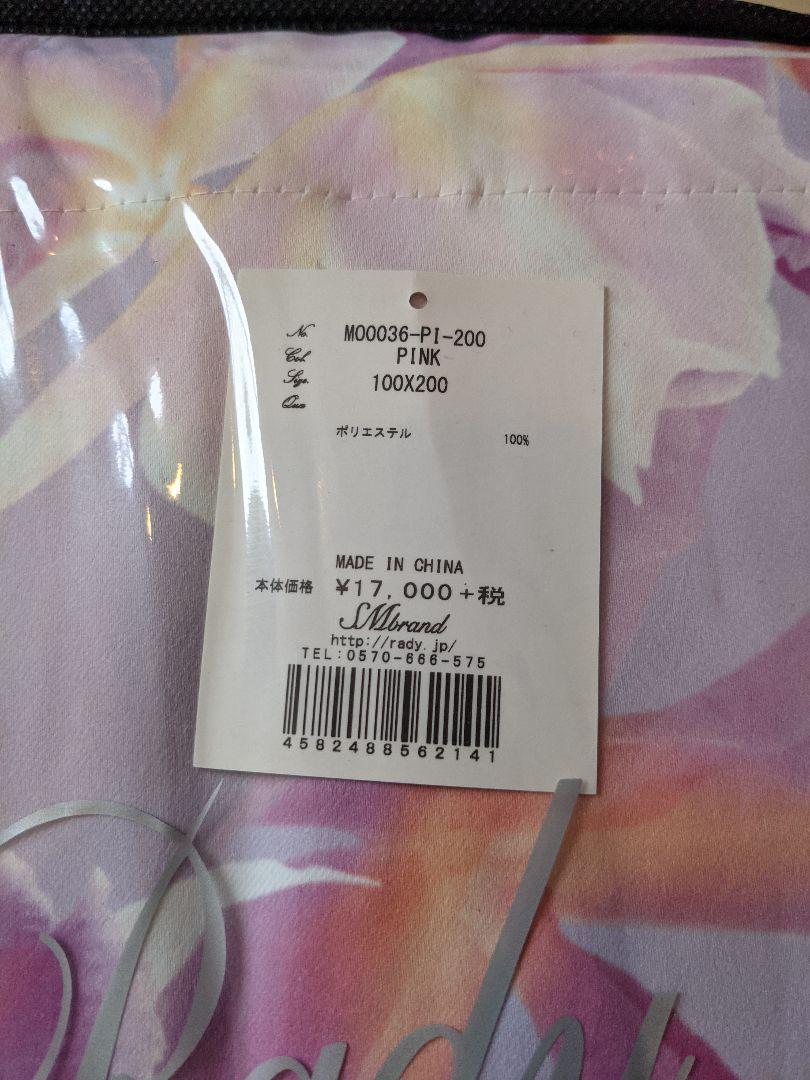 No. M00036-PI-200
Col. PINK
Size. 100X200
Qua
ポリエステル 100%
MADE IN CHINA
本体価格 ¥17,000+税
SMbrand
http://rady.jp/
TEL:0570-666-575
4582488562141
Rady